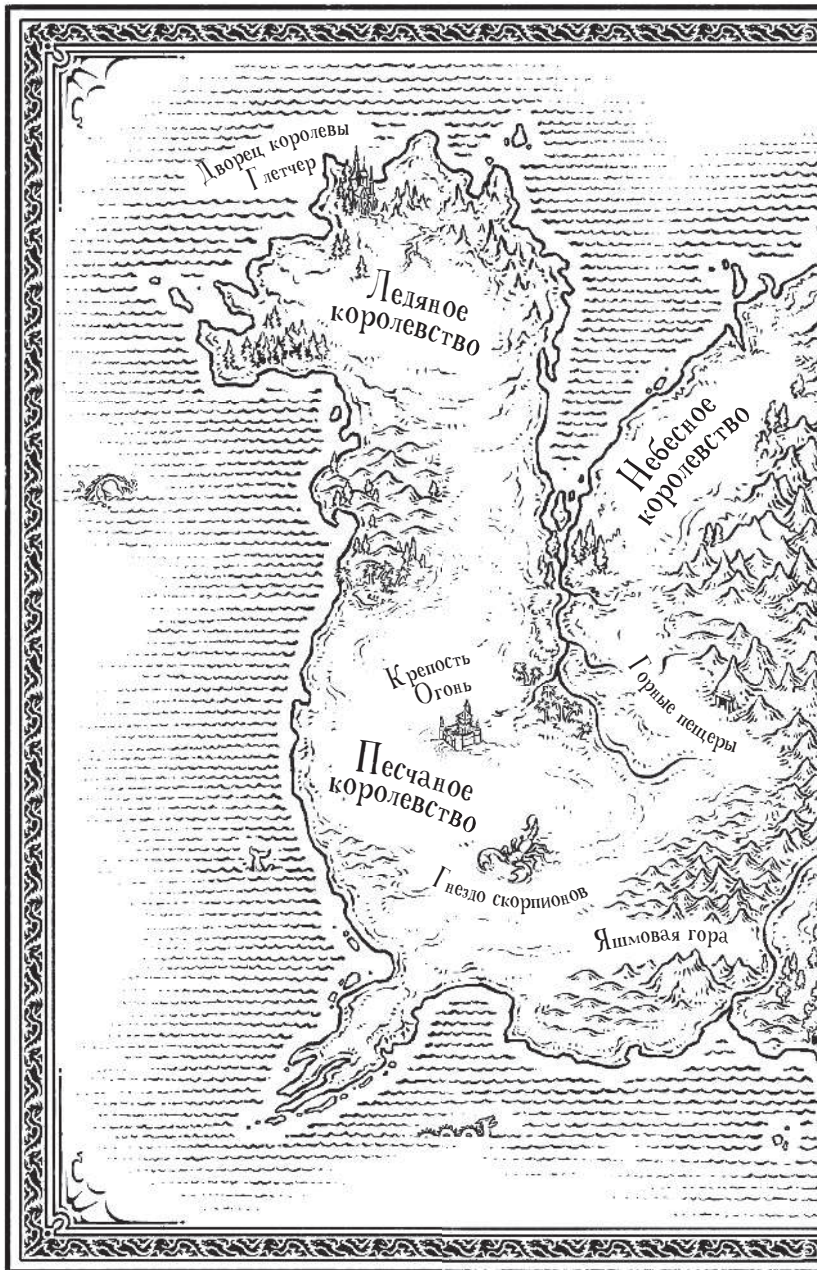 Дворец королевы
Глетчер
Ледяное
королевство
Небесное
королевство
Крепость
Огонь
Горные пещеры
Песчаное
королевство
Гнездо скорпионов
Яшмовая гора